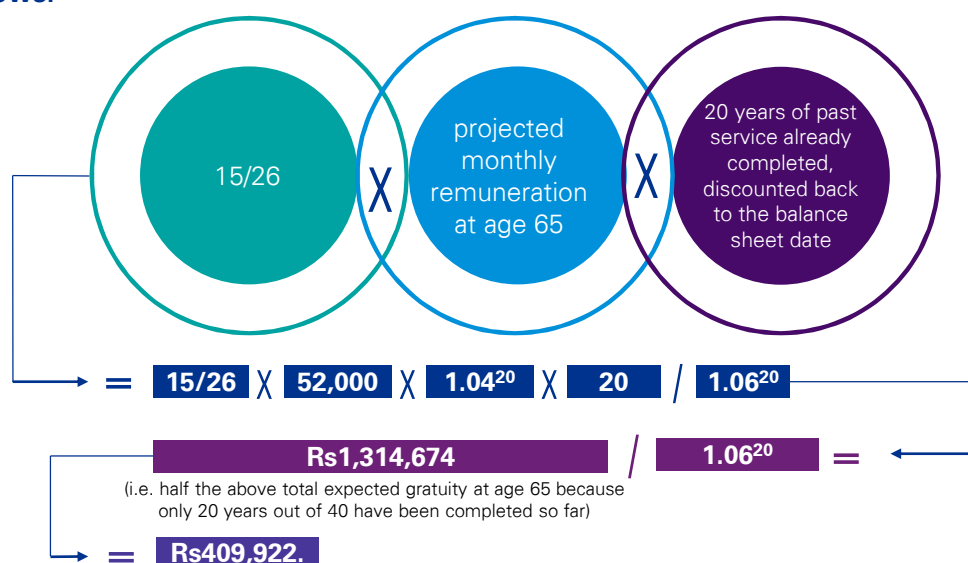 15/26
X
projected
monthly
remuneration
at age 65
X
20 years of past
service already
completed,
discounted back
to the balance
sheet date
= 15/26 X 52,000 X 1.04²⁰ X 20 / 1.06²⁰
Rs1,314,674 / 1.06²⁰ =
(i.e. half the above total expected gratuity at age 65 because
only 20 years out of 40 have been completed so far)
= Rs409,922.